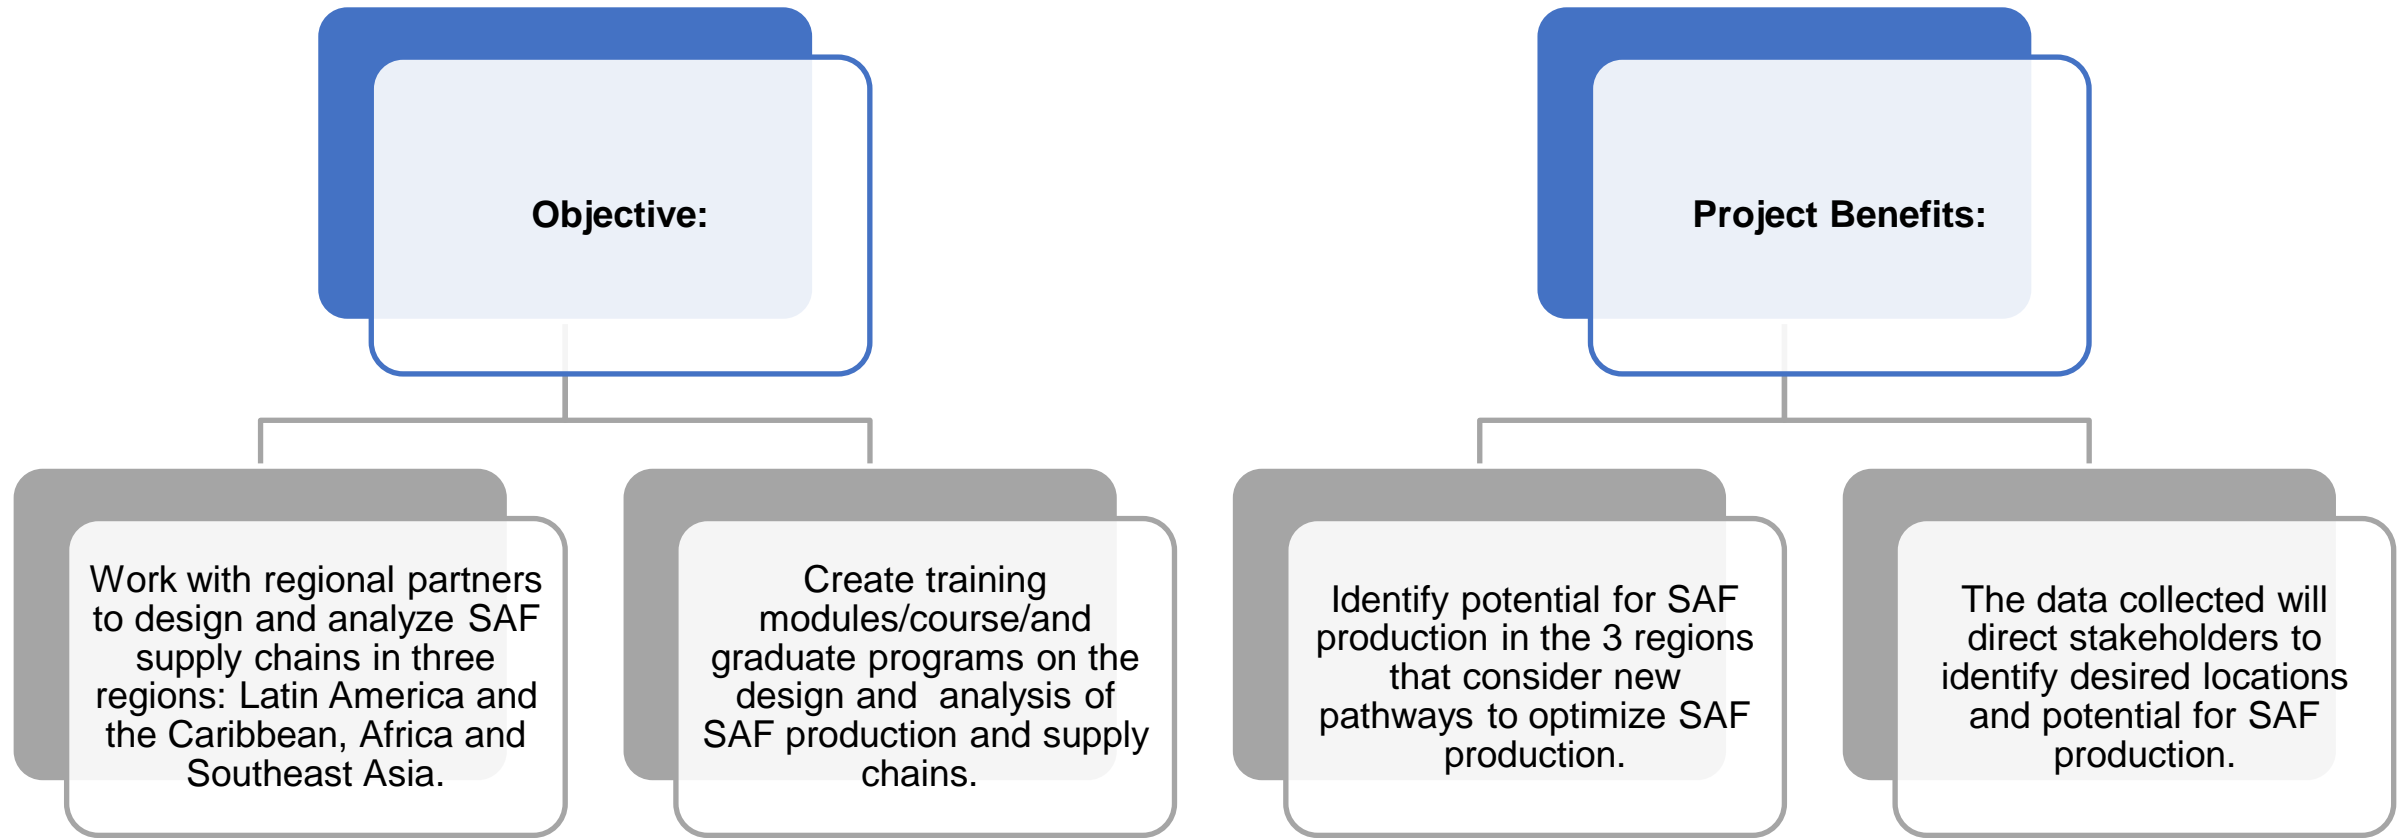 Objective:
Work with regional partners
to design and analyze SAF
supply chains in three
regions: Latin America and
the Caribbean, Africa and
Southeast Asia.
Create training
modules/course/and
graduate programs on the
design and  analysis of
SAF production and supply
chains.
Project Benefits:
Identify potential for SAF
production in the 3 regions
that consider new
pathways to optimize SAF
production.
The data collected will
direct stakeholders to
identify desired locations
and potential for SAF
production.